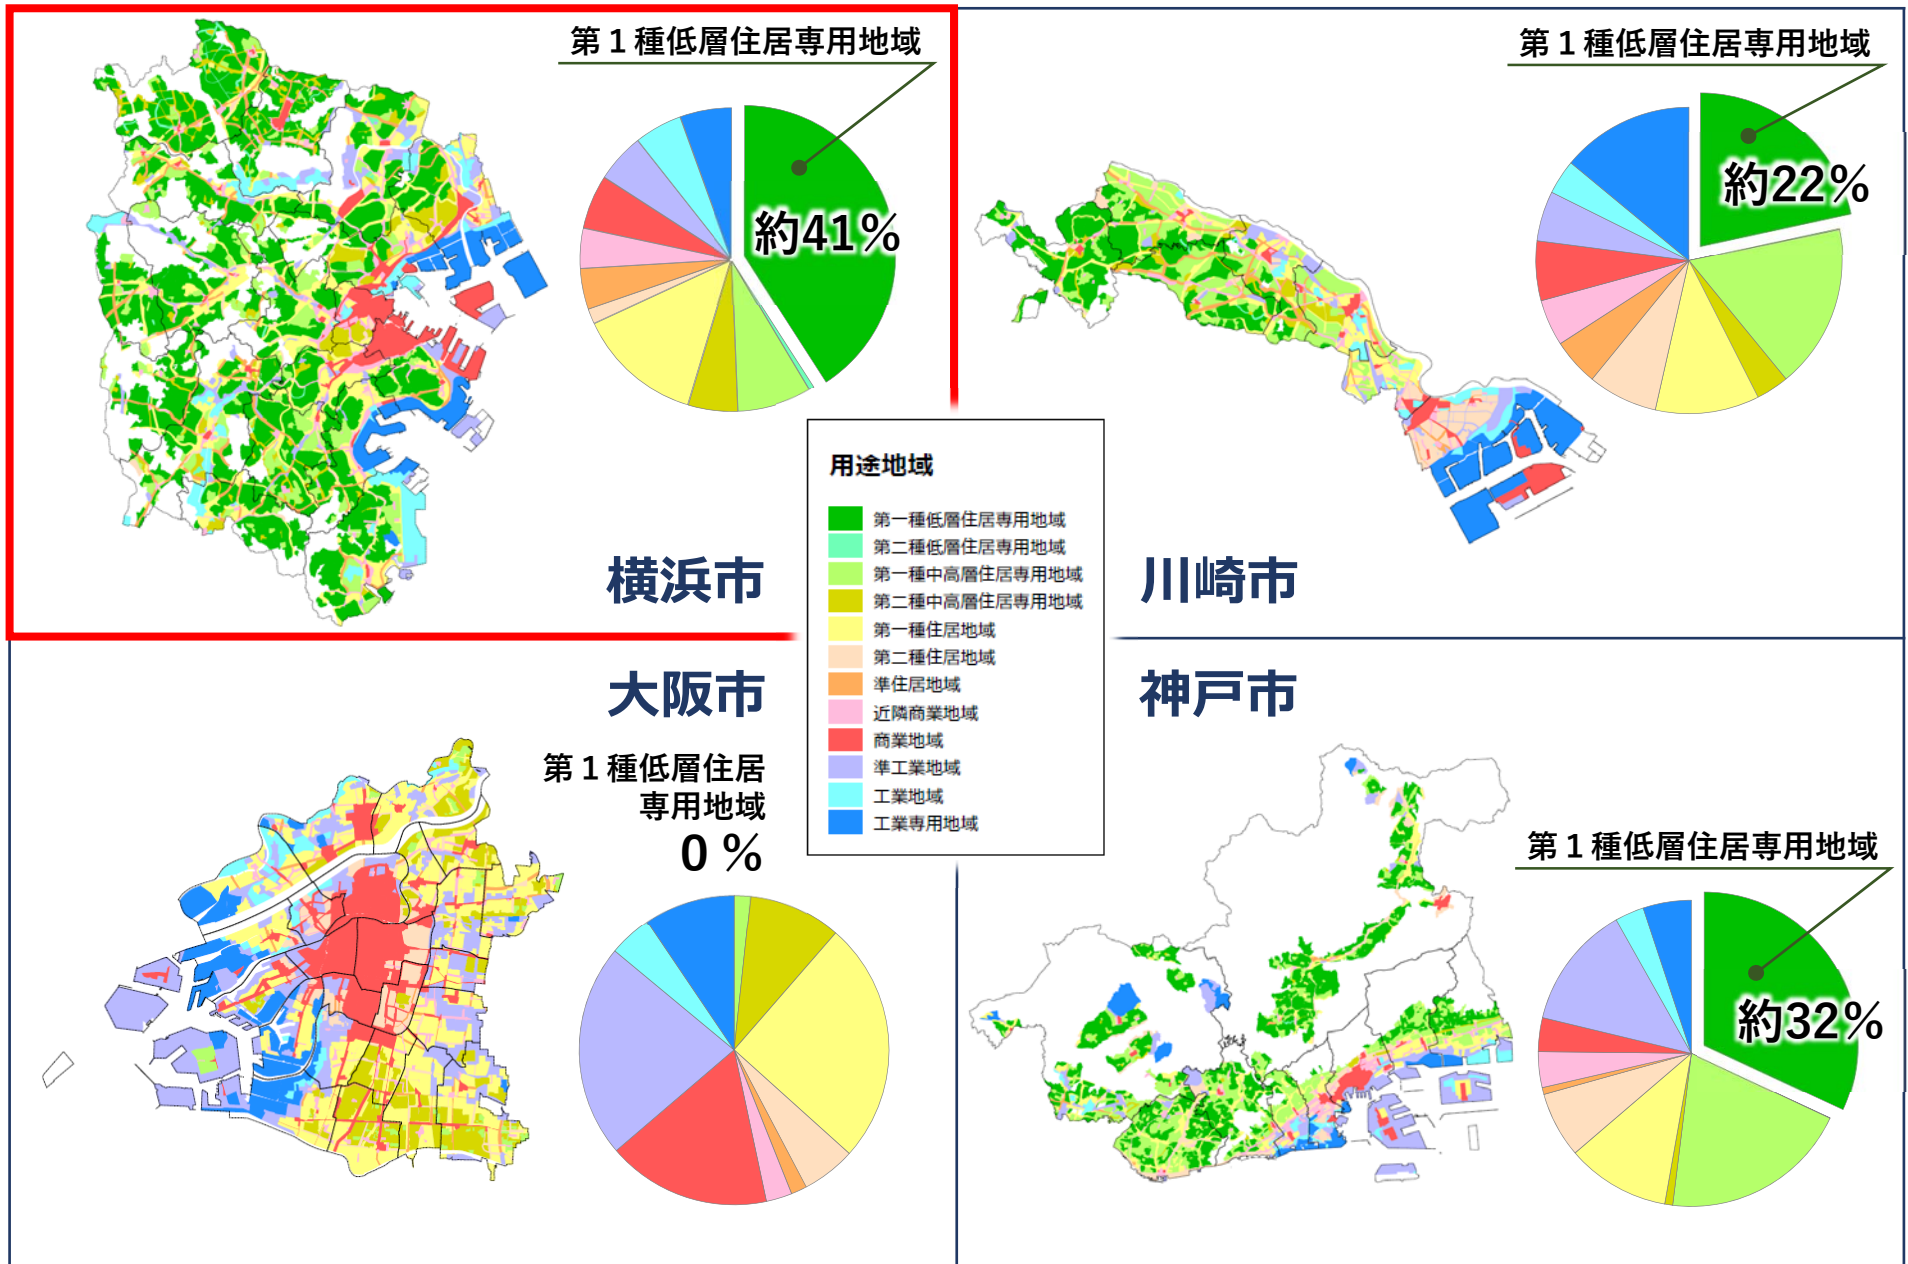 第１種低層住居専用地域
約41%
横浜市
第１種低層住居専用地域
約22%
川崎市
用途地域
第一種低層住居専用地域
第二種低層住居専用地域
第一種中高層住居専用地域
第二種中高層住居専用地域
第一種住居地域
第二種住居地域
準住居地域
近隣商業地域
商業地域
準工業地域
工業地域
工業専用地域
大阪市
第１種低層住居
専用地域
0％
神戸市
第１種低層住居専用地域
約32%